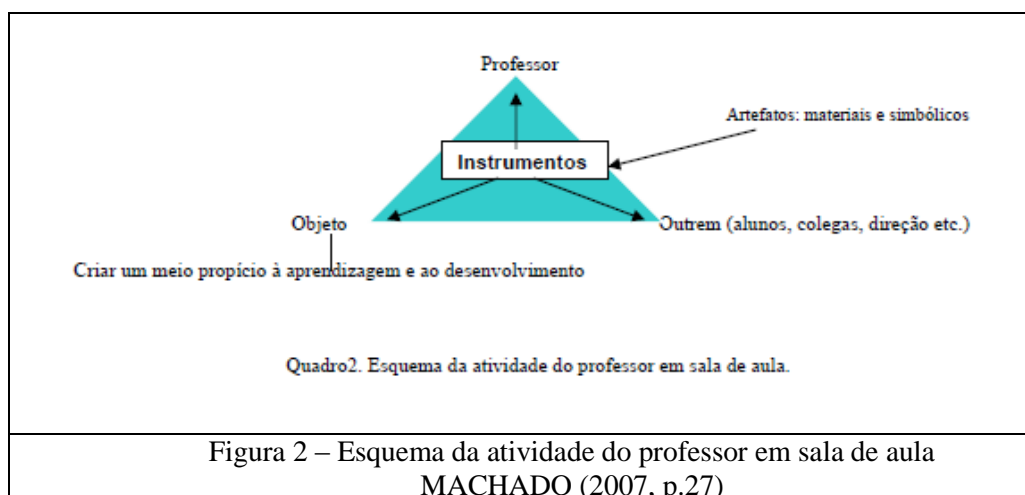 Professor
Artefatos: materiais e simbólicos
Instrumentos
Objeto
Outrem (alunos, colegas, direção etc.)
Criar um meio propício à aprendizagem e ao desenvolvimento
Quadro2. Esquema da atividade do professor em sala de aula.
Figura 2 – Esquema da atividade do professor em sala de aula
MACHADO (2007, p.27)